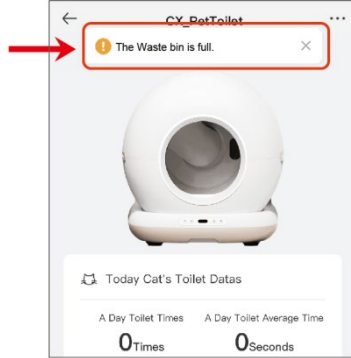 CX_PetToilet
The Waste bin is full.
Today Cat's Toilet Datas
A Day Toilet Times A Day Toilet Average Time
0Times 0Seconds